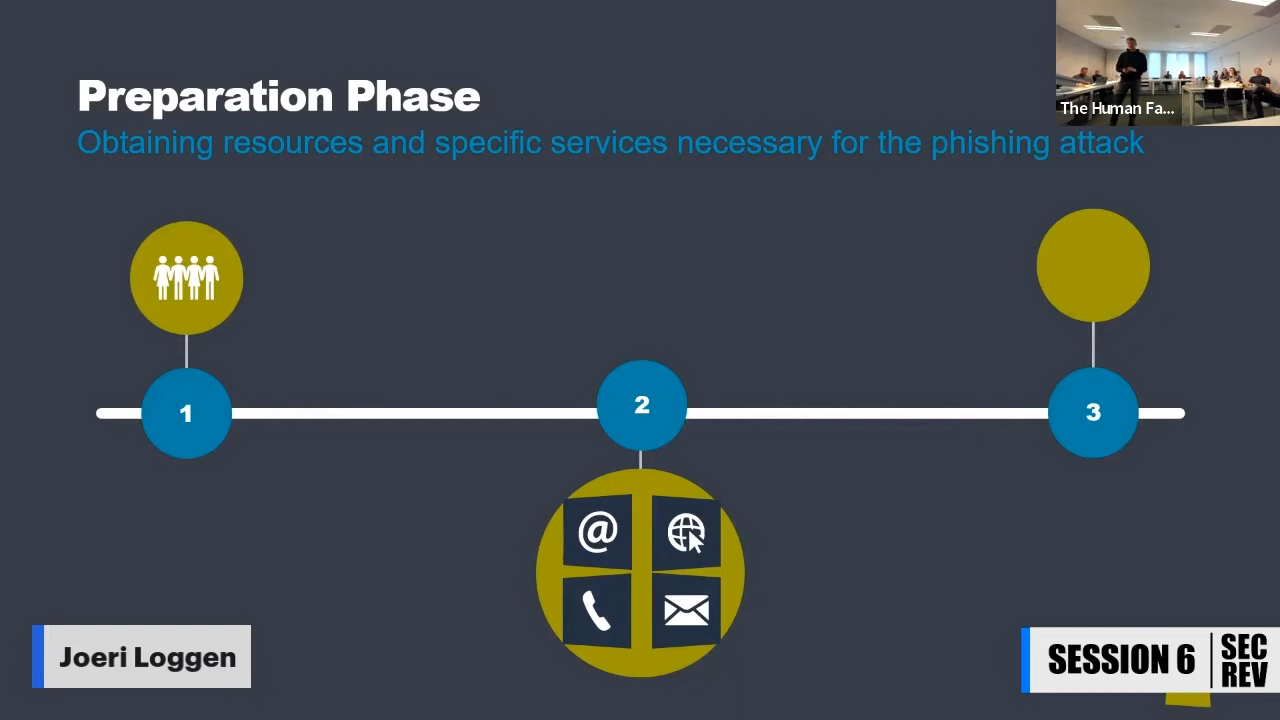 Preparation Phase
Obtaining resources and specific services necessary for the phishing attack
The Human Fa...
1
2
3
@
Joeri Loggen
SESSION 6
SEC
REV